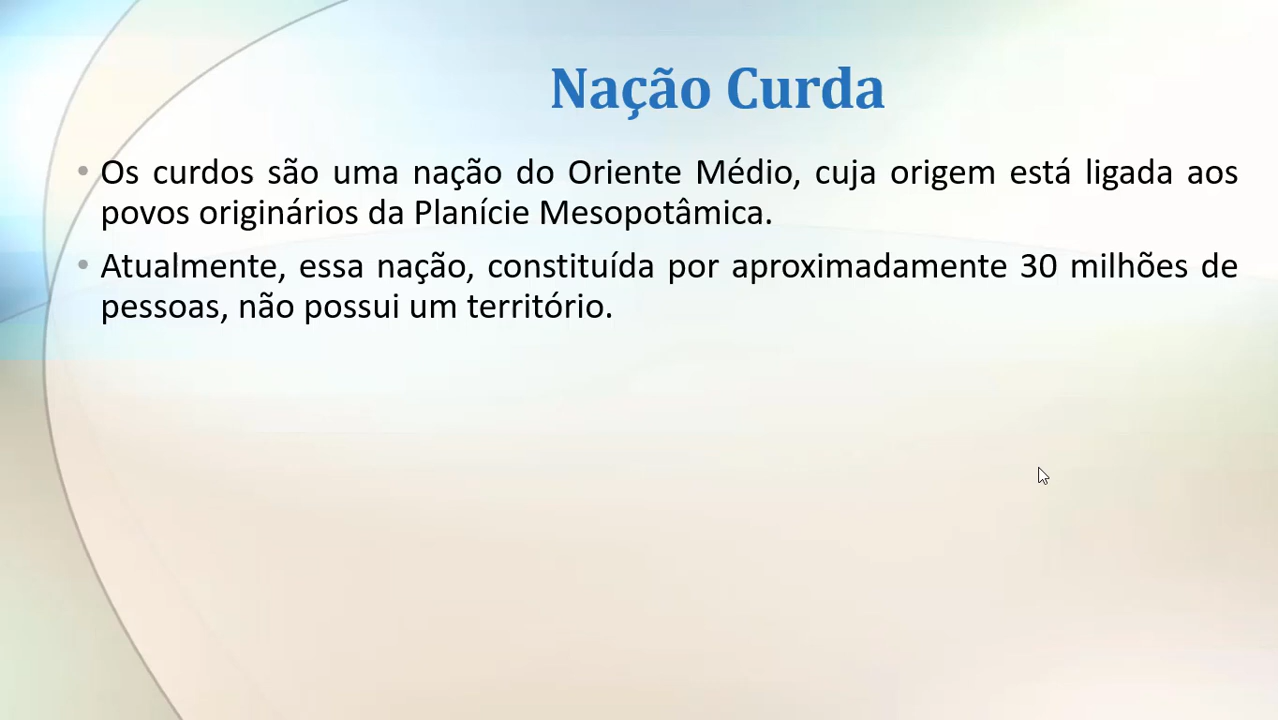 Nação Curda
• Os curdos são uma nação do Oriente Médio, cuja origem está ligada aos
povos originários da Planície Mesopotâmica.
• Atualmente, essa nação, constituída por aproximadamente 30 milhões de
pessoas, não possui um território.